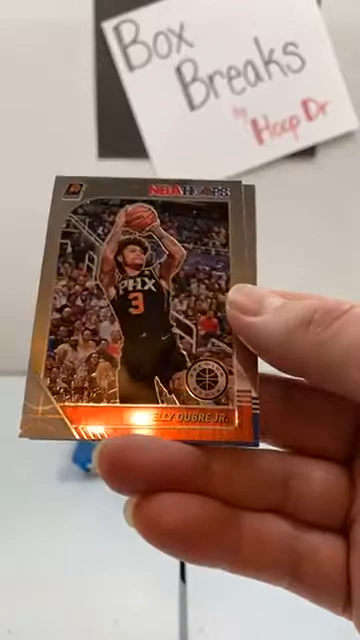 Box
Breaks
by
Hoop Dr
NBA HOOPS
PHX
3
ELLY OUBRE JR.